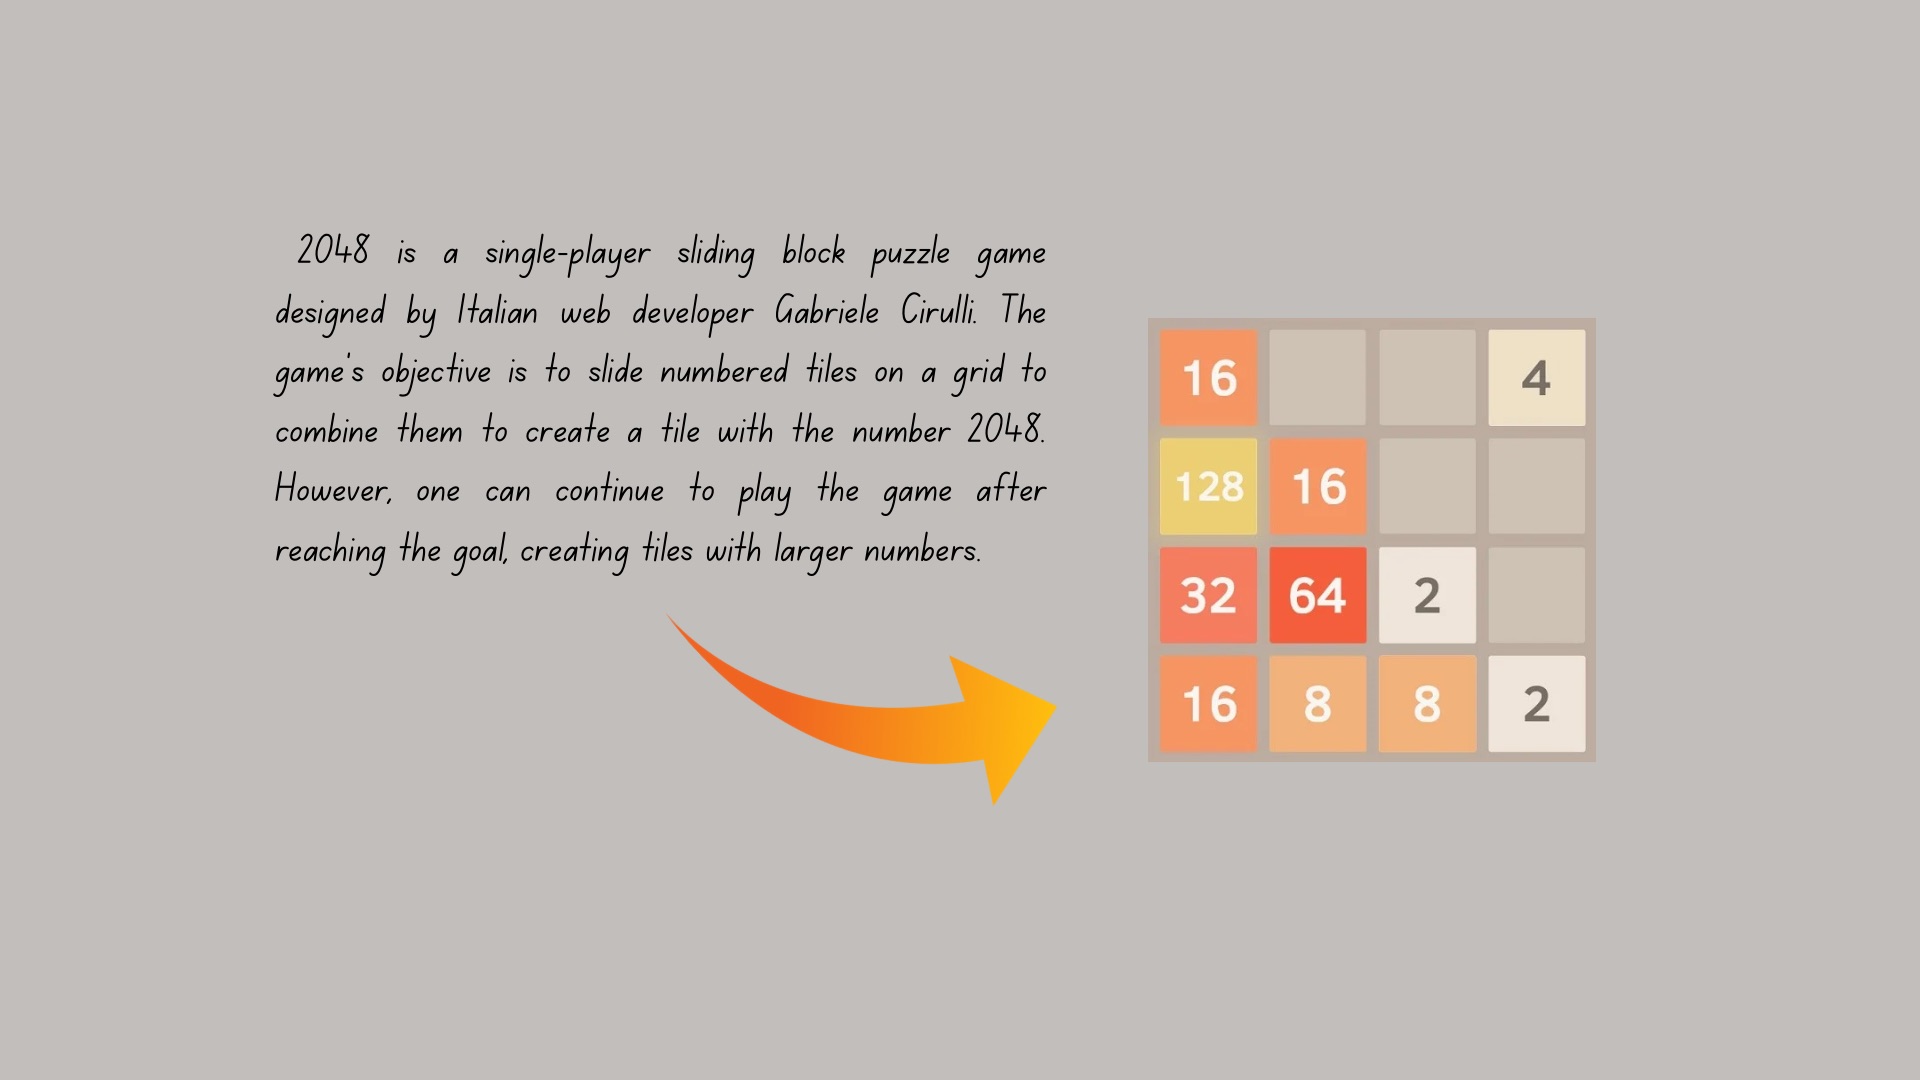 2048 is a single-player sliding block puzzle game
designed by Italian web developer Gabriele Cirulli. The
game's objective is to slide numbered tiles on a grid to
combine them to create a tile with the number 2048.
However, one can continue to play the game after
reaching the goal, creating tiles with larger numbers.
16 4
128 16
32 64 2
16 8 8 2